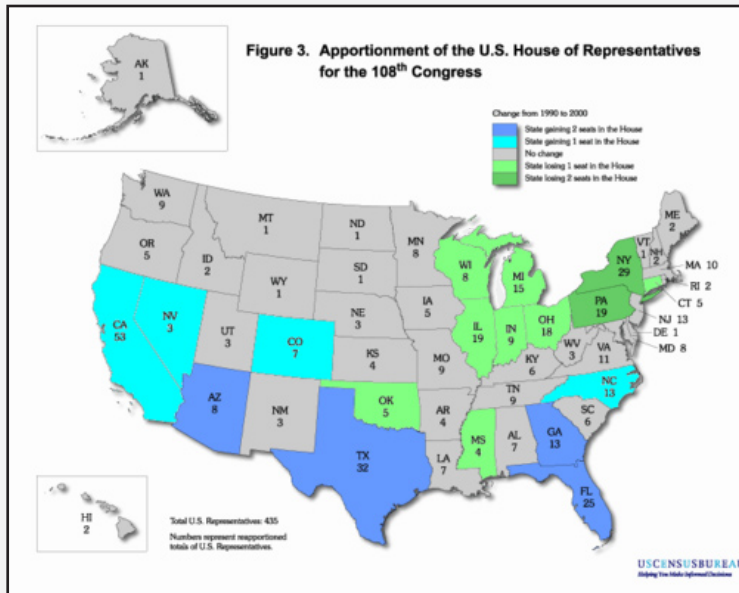 Figure 3. Apportionment of the U.S. House of Representatives
for the 108th Congress
Change from 1990 to 2000
State gaining 2 seats in the House
State gaining 1 seat in the House
No change
State losing 1 seat in the House
State losing 2 seats in the House
AK
1
WA
9
OR
5
CA
53
NV
3
ID
2
MT
1
WY
1
UT
3
AZ
8
CO
7
NM
3
ND
1
SD
1
NE
3
KS
4
OK
5
TX
32
MN
8
IA
5
MO
9
AR
4
LA
7
WI
8
IL
19
MI
15
IN
9
OH
18
KY
6
TN
9
MS
4
AL
7
GA
13
FL
25
SC
6
NC
13
VA
11
WV
3
PA
19
NY
29
VT
1
NH
2
ME
2
MA 10
RI 2
CT 5
NJ 13
DE 1
MD 8
HI
2
Total U.S. Representatives: 435
Numbers represent reapportioned
totals of U.S. Representatives.
USCENSUSBUREAU
Helping You Make Informed Decisions